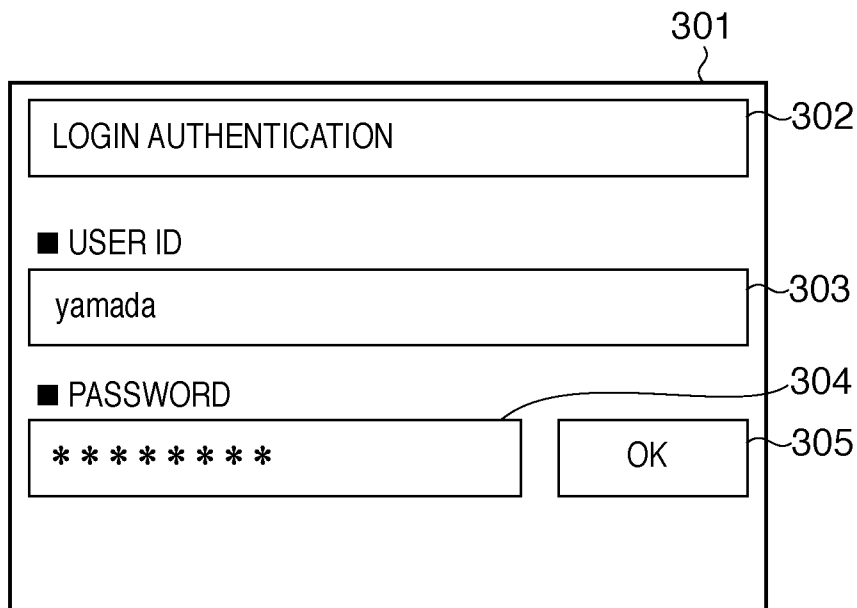 301
LOGIN AUTHENTICATION
302
■ USER ID
yamada
303
■ PASSWORD
304
********
OK
305